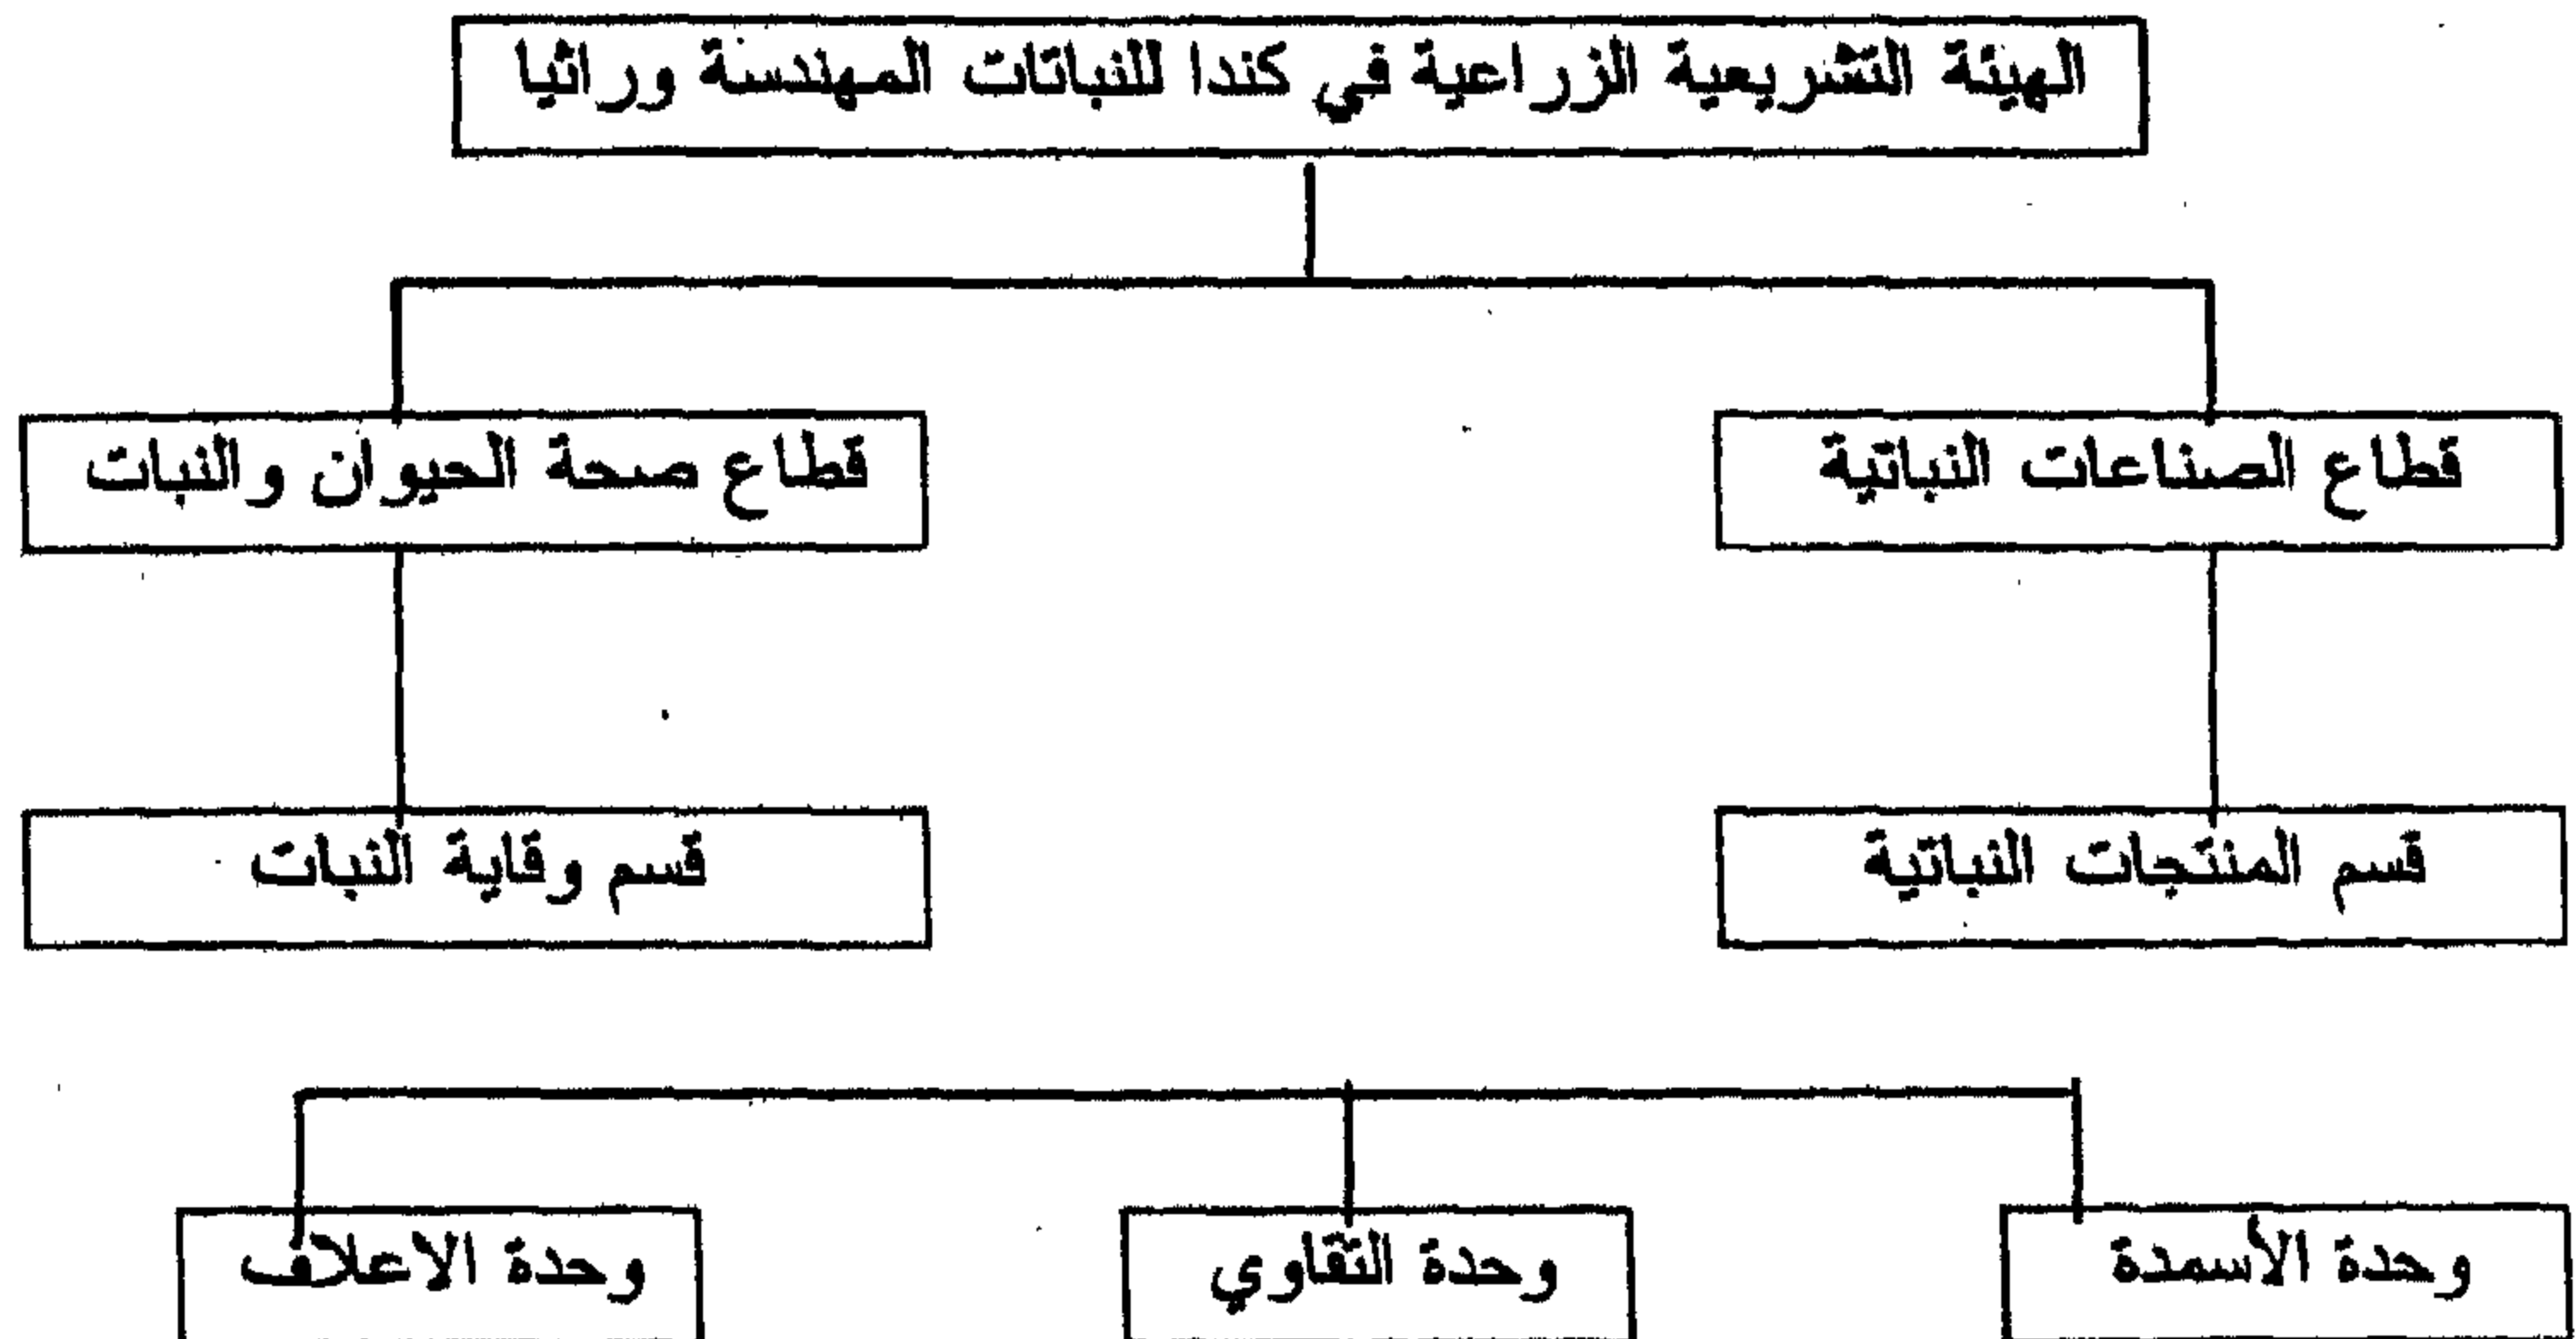 الهيئة التشريعية الزراعية في كندا للنباتات المهندسة وراثيا
قطاع الصناعات النباتية
قطاع صحة الحيوان والنبات
قسم المنتجات النباتية
قسم وقاية النبات
وحدة الأسمدة
وحدة التقاوي
وحدة الاعلاف